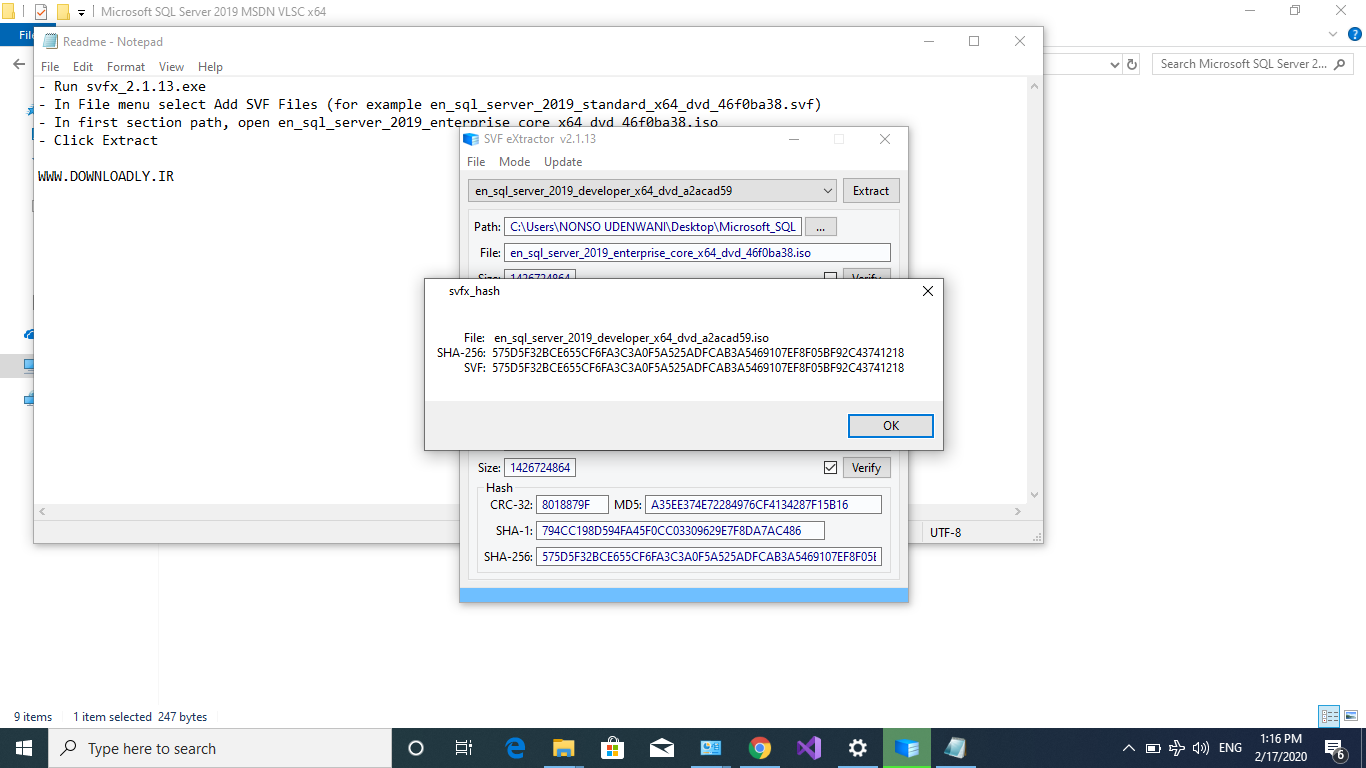 Microsoft SQL Server 2019 MSDN VLSC x64
File
Readme - Notepad
File Edit Format View Help
Search Microsoft SQL Server 2...
- Run svfx_2.1.13.exe
- In File menu select Add SVF Files (for example en_sql_server_2019_standard_x64_dvd_46f0ba38.svf)
- In first section path, open en_sql_server_2019_enterprise_core_x64_dvd_46f0ba38.iso
- Click Extract
WWW.DOWNLOADLY.IR
SVF eXtractor v2.1.13
File Mode Update
en_sql_server_2019_developer_x64_dvd_a2acad59
Extract
Path: C:\Users\NONSO UDENWANI\Desktop\Microsoft_SQL ...
File: en_sql_server_2019_enterprise_core_x64_dvd_46f0ba38.iso
Size: 1426724864 Verify
svfx_hash
File: en_sql_server_2019_developer_x64_dvd_a2acad59.iso
SHA-256: 575D5F32BCE655CF6FA3C3A0F5A525ADFCAB3A5469107EF8F05BF92C43741218
SVF: 575D5F32BCE655CF6FA3C3A0F5A525ADFCAB3A5469107EF8F05BF92C43741218
OK
Size: 1426724864 Verify
Hash
CRC-32: 8018879F MD5: A35EE374E72284976CF4134287F15B16
SHA-1: 794CC198D594FA45F0CC03309629E7F8DA7AC486
SHA-256: 575D5F32BCE655CF6FA3C3A0F5A525ADFCAB3A5469107EF8F05B
UTF-8
9 items 1 item selected 247 bytes
Type here to search
ENG
1:16 PM
2/17/2020
6